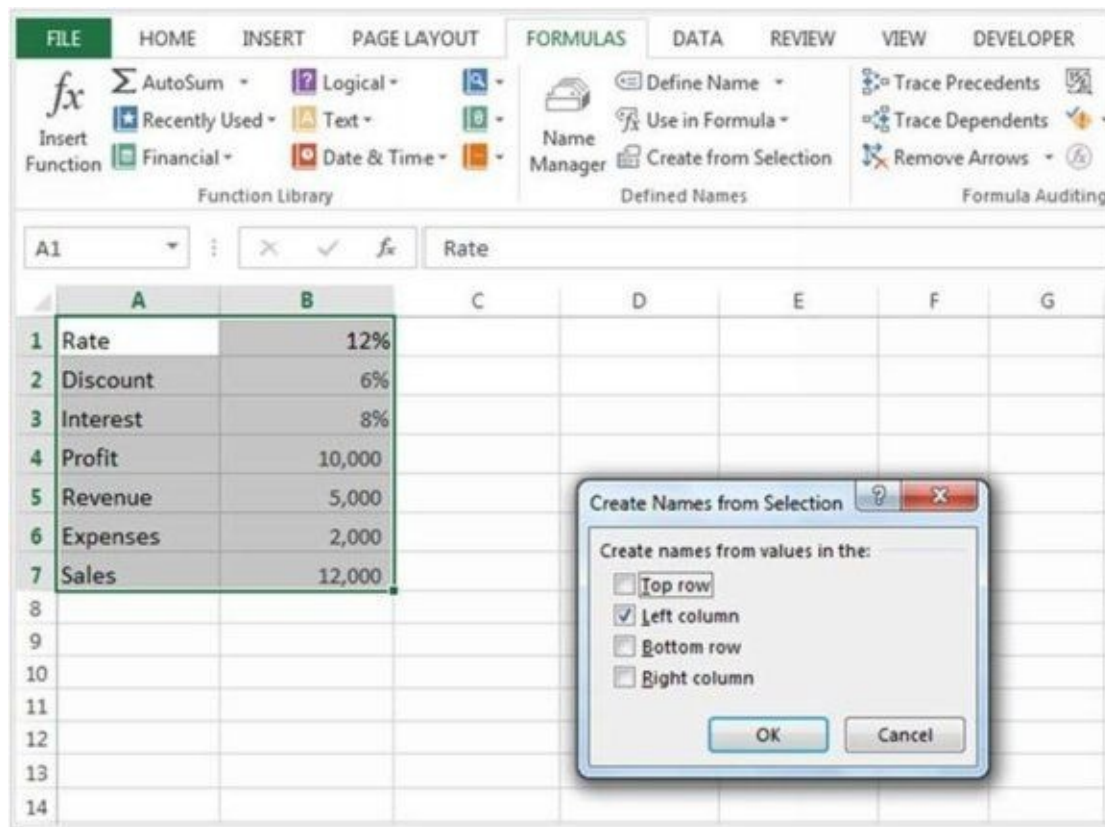 FILE HOME INSERT PAGE LAYOUT FORMULAS DATA REVIEW VIEW DEVELOPER
fx Insert Function
Σ AutoSum
Recently Used
Financial
? Logical
A Text
Date & Time
Function Library
Name Manager
Define Name
fx Use in Formula
Create from Selection
Defined Names
Trace Precedents
Trace Dependents
Remove Arrows
fx
Formula Auditing
A1 fx Rate
A B C D E F G
1 Rate 12%
2 Discount 6%
3 Interest 8%
4 Profit 10,000
5 Revenue 5,000
6 Expenses 2,000
7 Sales 12,000
8
9
10
11
12
13
14
Create Names from Selection ?
Create names from values in the:
Top row
Left column
Bottom row
Right column
OK Cancel